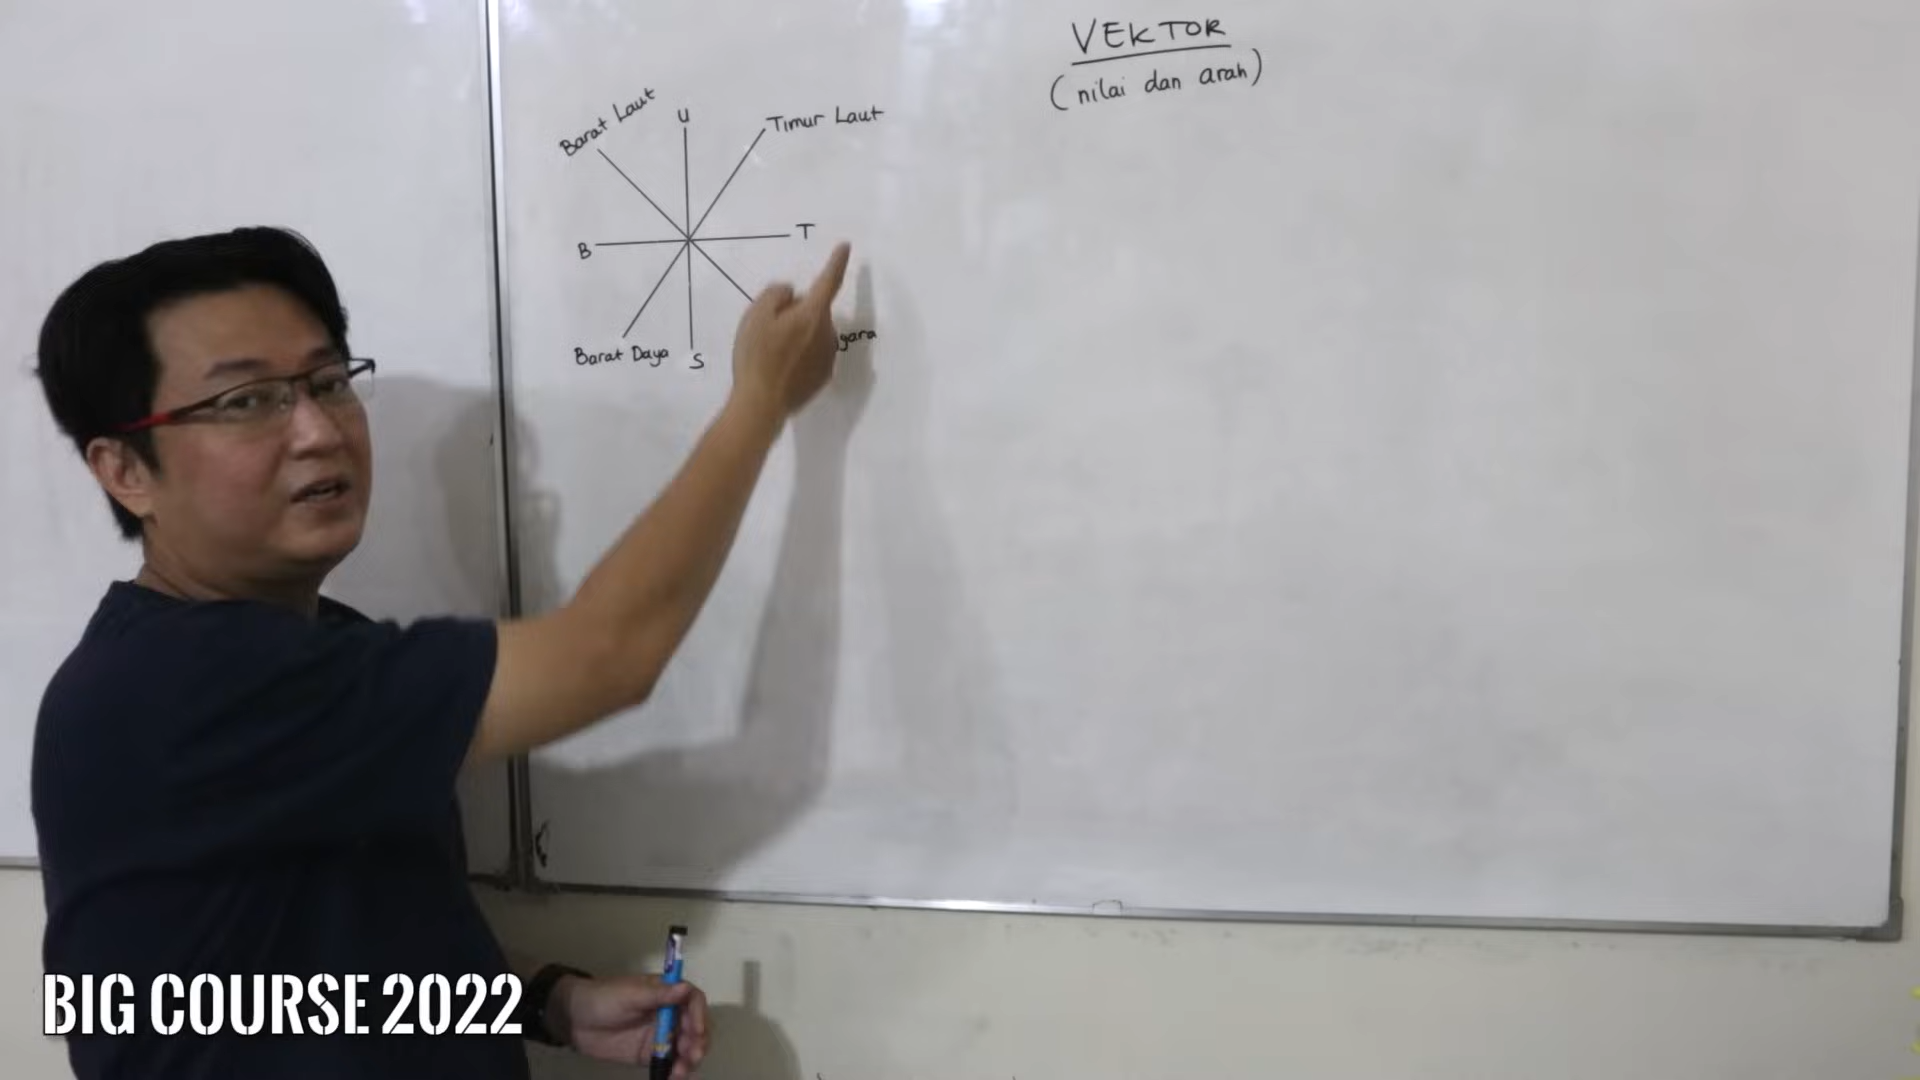 VEKTOR
(nilai dan arah)
Barat Laut
U
Timur Laut
B
T
Barat Daya
S
BIG COURSE 2022